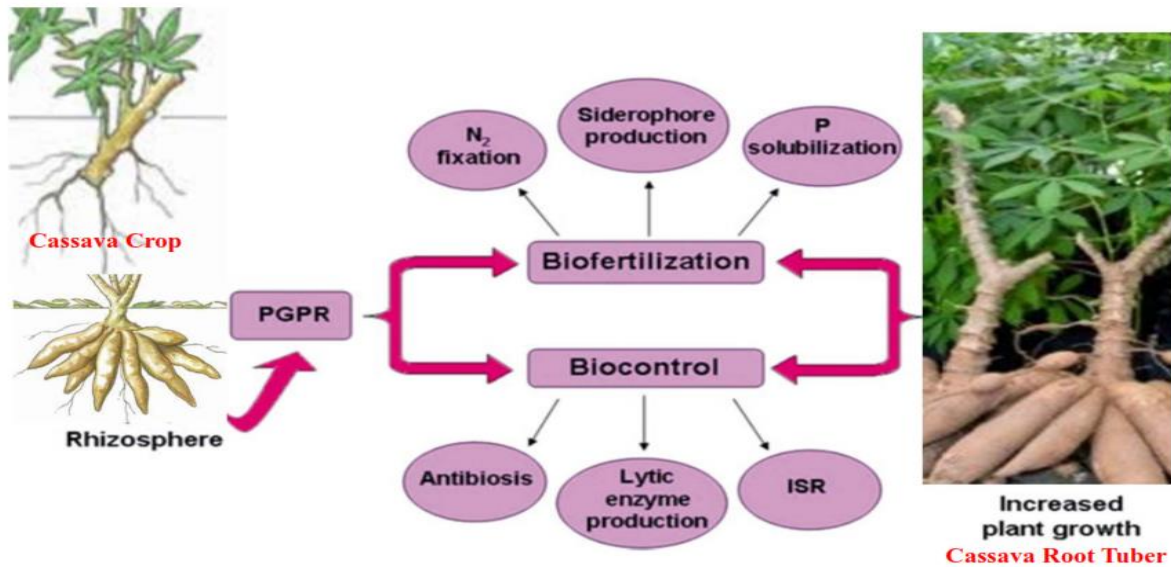 Cassava Crop
Rhizosphere
PGPR
N₂
fixation
Siderophore
production
P
solubilization
Biofertilization
Biocontrol
Antibiosis
Lytic
enzyme
production
ISR
Increased
plant growth
Cassava Root Tuber